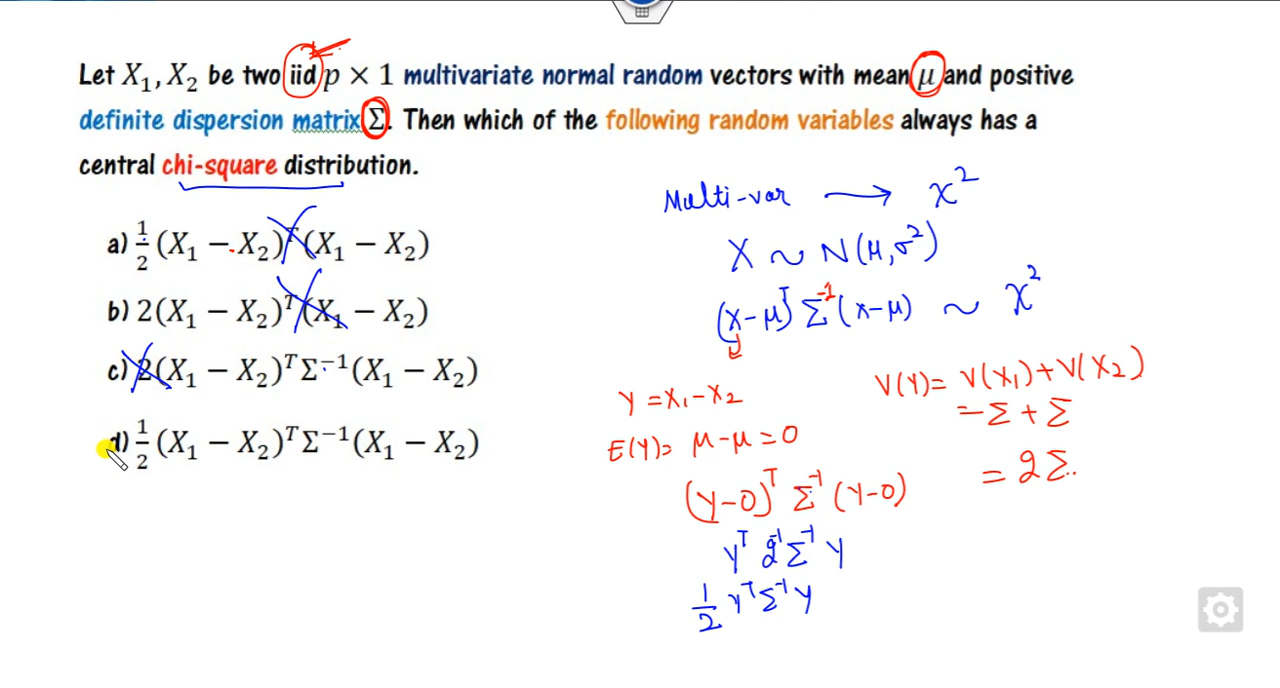 Let X₁, X₂ be two iid p × 1 multivariate normal random vectors with mean μ and positive
definite dispersion matrix Σ. Then which of the following random variables always has a
central chi-square distribution.
a) 1/2 (X₁ − X₂)ᵀ(X₁ − X₂)
b) 2(X₁ − X₂)ᵀ(X₁ − X₂)
c) 2(X₁ − X₂)ᵀΣ⁻¹(X₁ − X₂)
d) 1/2 (X₁ − X₂)ᵀΣ⁻¹(X₁ − X₂)
Multi-var → χ²
X ~ N(μ, σ²)
(x − μ)ᵀ Σ⁻¹ (x − μ) ~ χ²
Y = X₁ − X₂
E(Y) = μ − μ = 0
V(Y) = V(X₁) + V(X₂)
= Σ + Σ
= 2Σ.
(Y − 0)ᵀ Σ⁻¹ (Y − 0)
Yᵀ 2⁻¹ Σ⁻¹ Y
1/2 Yᵀ Σ⁻¹ Y